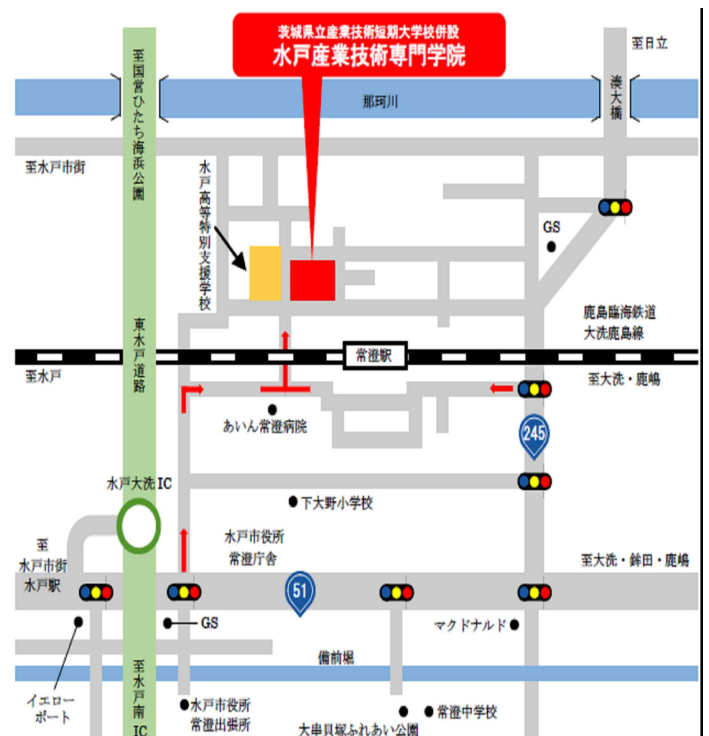 茨城県立産業技術短期大学校併設
水戸産業技術専門学院
至国営ひたち海浜公園
至日立
湊大橋
那珂川
至水戸市街
水戸高等特別支援学校
GS
鹿島臨海鉄道
大洗鹿島線
東水戸道路
常澄駅
至水戸
至大洗・鹿嶋
あいん常澄病院
245
水戸大洗IC
下大野小学校
水戸市役所
常澄庁舎
至
水戸市街
水戸駅
至大洗・鉾田・鹿嶋
51
GS
マクドナルド
備前堀
イエロー
ポート
至水戸南IC
水戸市役所
常澄出張所
常澄中学校
大串貝塚ふれあい公園